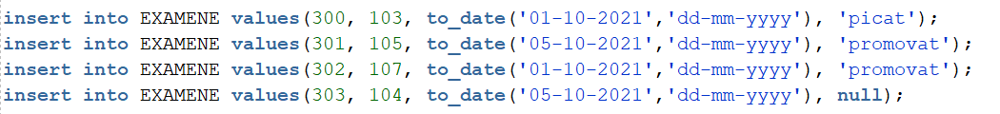 insert into EXAMENE values(300, 103, to_date('01-10-2021','dd-mm-yyyy'), 'picat');
insert into EXAMENE values(301, 105, to_date('05-10-2021','dd-mm-yyyy'), 'promovat');
insert into EXAMENE values(302, 107, to_date('01-10-2021','dd-mm-yyyy'), 'promovat');
insert into EXAMENE values(303, 104, to_date('05-10-2021','dd-mm-yyyy'), null);